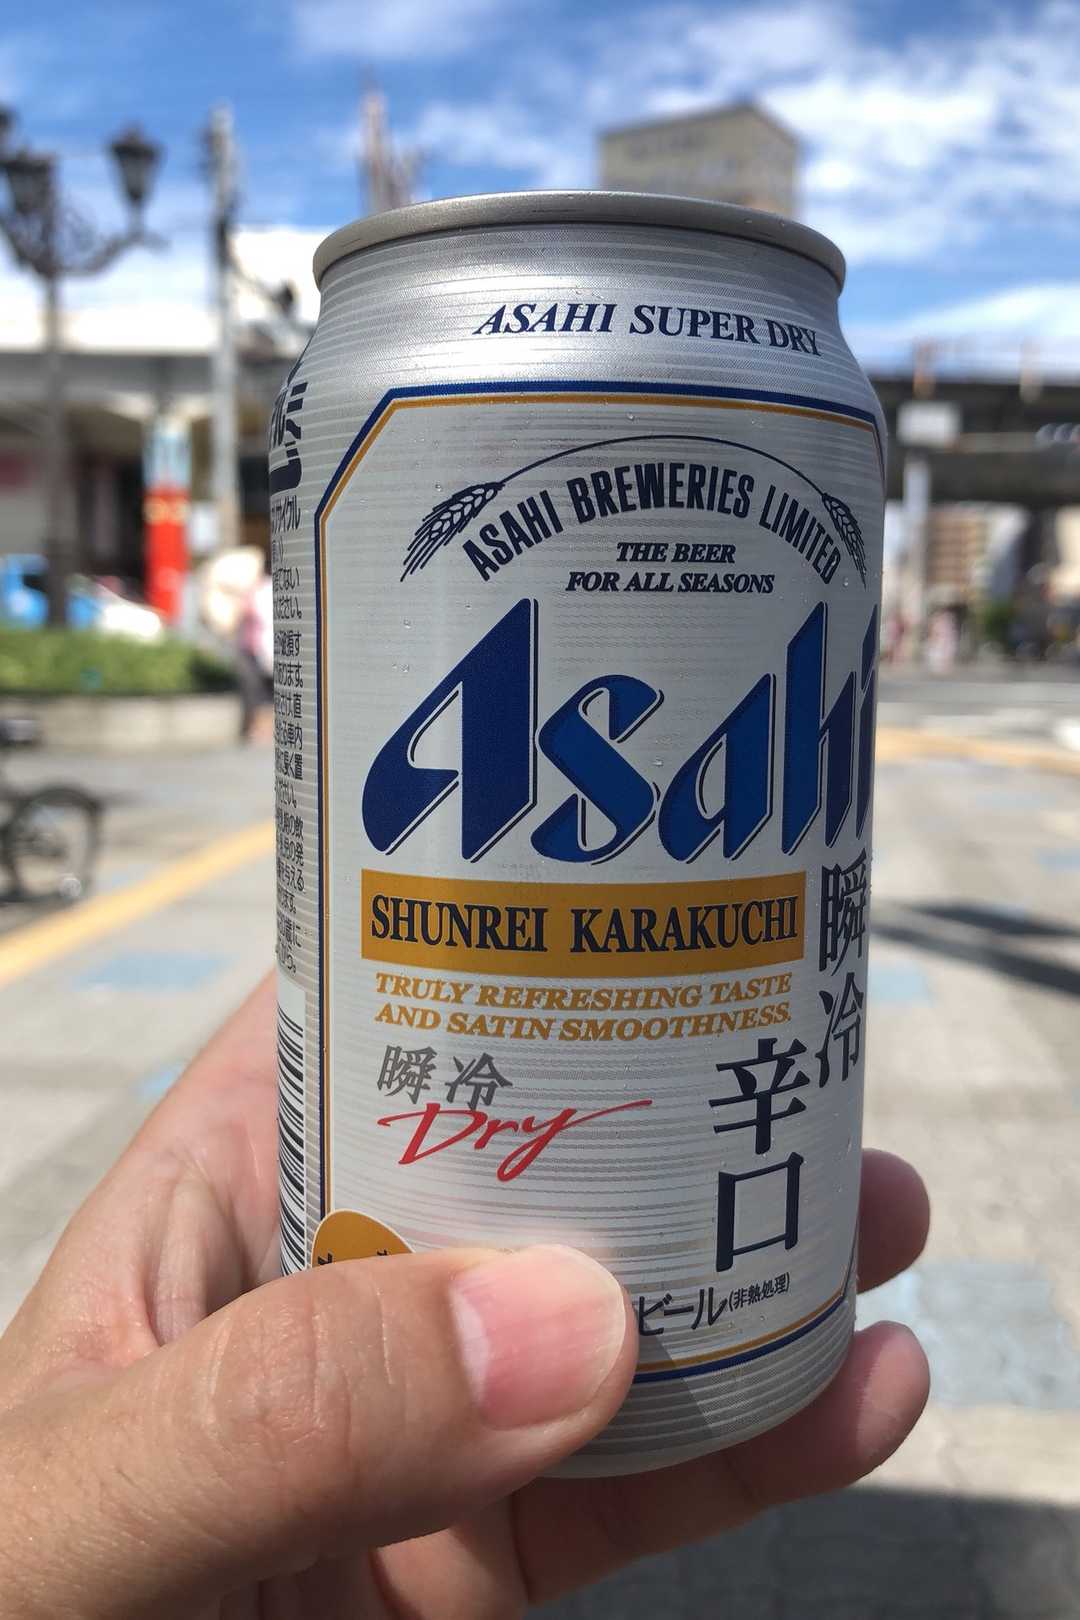 ASAHI SUPER DRY
ASAHI BREWERIES LIMITED
THE BEER
FOR ALL SEASONS
Asahi
SHUNREI KARAKUCHI
TRULY REFRESHING TASTE
AND SATIN SMOOTHNESS.
瞬冷
Dry
瞬冷
辛口
ビール(非熱処理)